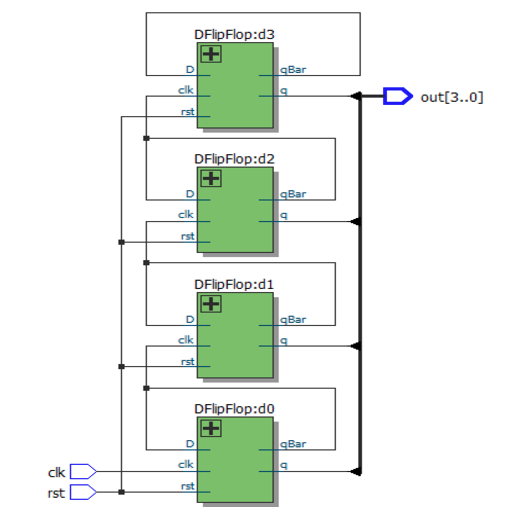 DFlipFlop:d3
D
qBar
clk
q
out[3..0]
rst
DFlipFlop:d2
D
qBar
clk
q
rst
DFlipFlop:d1
D
qBar
clk
q
rst
DFlipFlop:d0
D
qBar
clk
clk
q
rst
rst